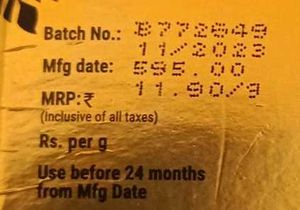 Batch No.: B772649
Mfg date: 11/2023
MRP:₹ 595.00
(Inclusive of all taxes)
Rs. per g 11.90/g
Use before 24 months
from Mfg Date